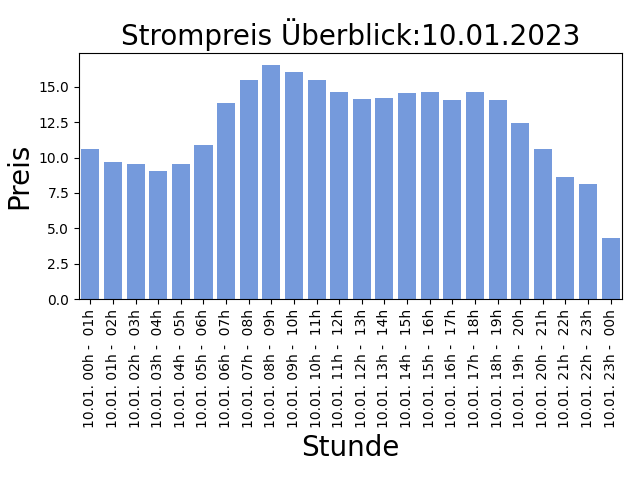 Strompreis Überblick:10.01.2023
Preis
15.0
12.5
10.0
7.5
5.0
2.5
0.0
10.01. 00h - 01h
10.01. 01h - 02h
10.01. 02h - 03h
10.01. 03h - 04h
10.01. 04h - 05h
10.01. 05h - 06h
10.01. 06h - 07h
10.01. 07h - 08h
10.01. 08h - 09h
10.01. 09h - 10h
10.01. 10h - 11h
10.01. 11h - 12h
10.01. 12h - 13h
10.01. 13h - 14h
10.01. 14h - 15h
10.01. 15h - 16h
10.01. 16h - 17h
10.01. 17h - 18h
10.01. 18h - 19h
10.01. 19h - 20h
10.01. 20h - 21h
10.01. 21h - 22h
10.01. 22h - 23h
10.01. 23h - 00h
Stunde